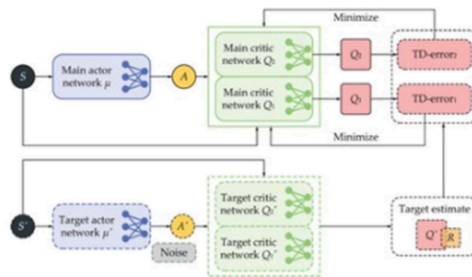 Minimize
S
Main actor
network μ
A
Main critic
network Q₂
Q₂
TD-error₂
Main critic
network Q₁
Q₁
TD-error₁
Minimize
S'
Target actor
network μ'
A'
Noise
Target critic
network Q₂'
Target critic
network Q₁'
Target estimate
Q'
R